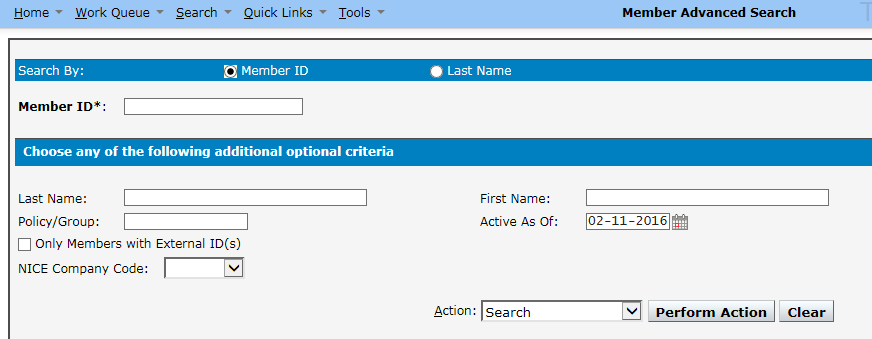 Home Work Queue Search Quick Links Tools Member Advanced Search
Search By: Member ID Last Name
Member ID*:
Choose any of the following additional optional criteria
Last Name: First Name:
Policy/Group: Active As Of: 02-11-2016
Only Members with External ID(s)
NICE Company Code:
Action: Search Perform Action Clear